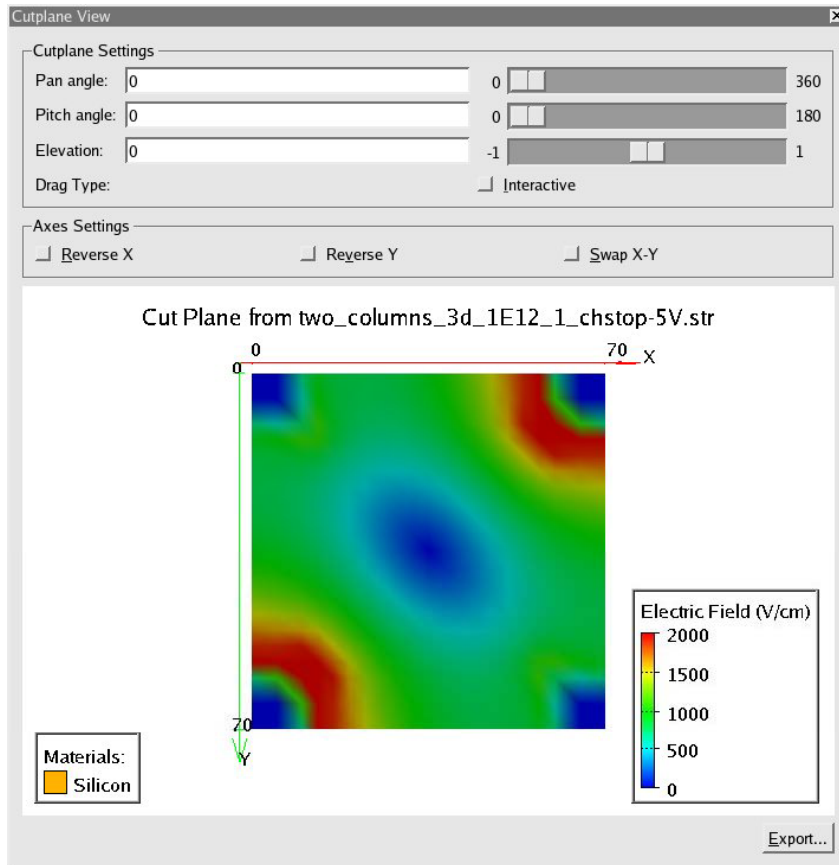 Cutplane View
Cutplane Settings
Pan angle: 0 0 360
Pitch angle: 0 0 180
Elevation: 0 -1 1
Drag Type: Interactive
Axes Settings
Reverse X Reverse Y Swap X-Y
Cut Plane from two_columns_3d_1E12_1_chstop-5V.str
0 70 X
0
70
Y
Electric Field (V/cm)
2000
1500
1000
500
0
Materials:
Silicon
Export...